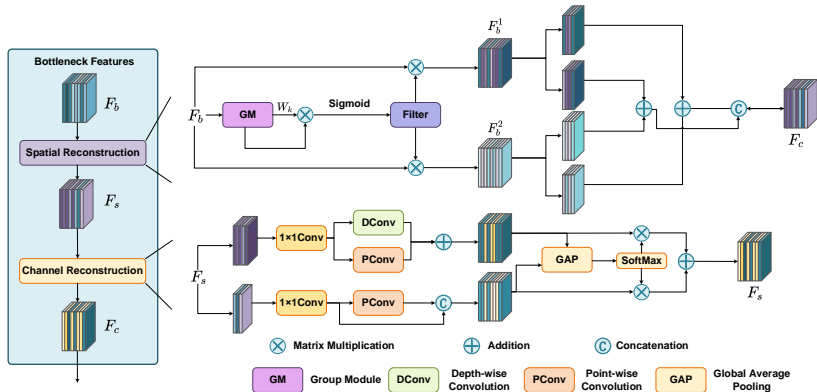 Bottleneck Features
F_b
Spatial Reconstruction
F_s
Channel Reconstruction
F_c
F_b
GM
W_k
Sigmoid
Filter
F_b^1
F_b^2
C
F_c
F_s
1×1Conv
DConv
PConv
1×1Conv
PConv
C
GAP
SoftMax
F_s
Matrix Multiplication
Addition
C
Concatenation
GM
Group Module
DConv
Depth-wise
Convolution
PConv
Point-wise
Convolution
GAP
Global Average
Pooling